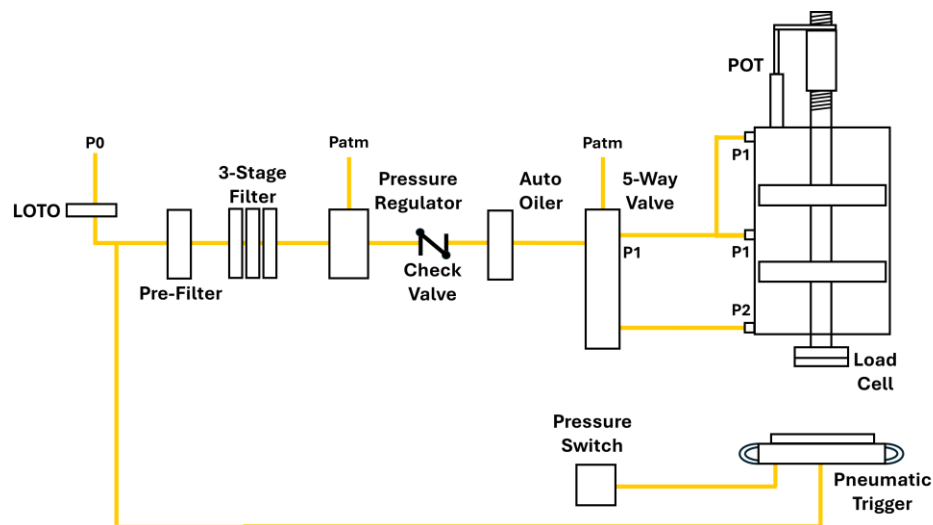 POT
P0
Patm
Patm
P1
3-Stage
Filter
Pressure
Regulator
Auto
Oiler
5-Way
Valve
LOTO
P1
P1
Check
Valve
Pre-Filter
P2
Load
Cell
Pressure
Switch
Pneumatic
Trigger